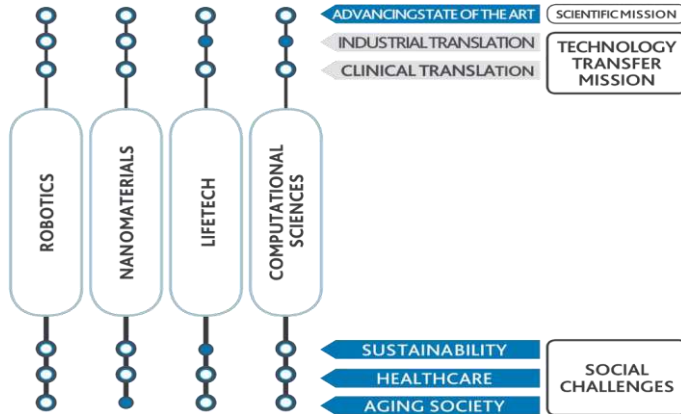 ADVANCINGSTATE OF THE ART
SCIENTIFIC MISSION
INDUSTRIAL TRANSLATION
CLINICAL TRANSLATION
TECHNOLOGY
TRANSFER
MISSION
ROBOTICS
NANOMATERIALS
LIFETECH
COMPUTATIONAL
SCIENCES
SUSTAINABILITY
HEALTHCARE
AGING SOCIETY
SOCIAL
CHALLENGES